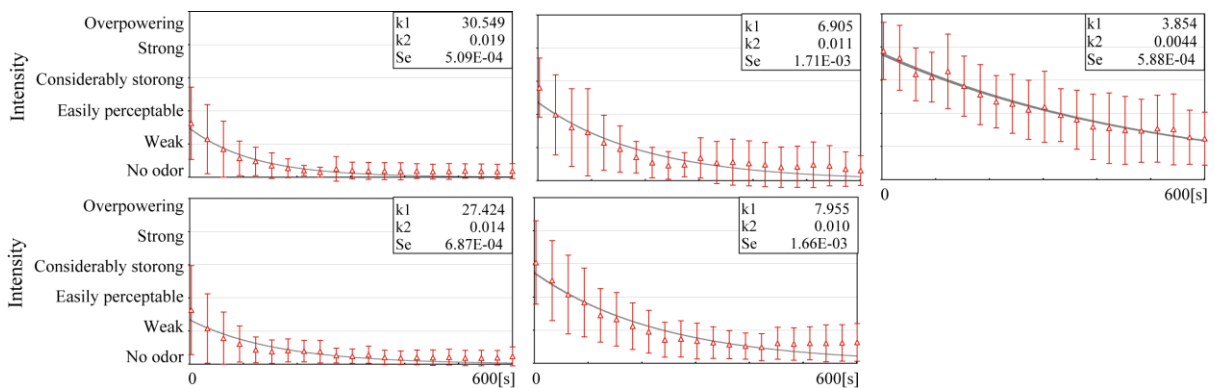 Intensity
Overpowering
Strong
Considerably storong
Easily perceptable
Weak
No odor
k1 30.549
k2 0.019
Se 5.09E-04
k1 6.905
k2 0.011
Se 1.71E-03
k1 3.854
k2 0.0044
Se 5.88E-04
0 600[s]
Intensity
Overpowering
Strong
Considerably storong
Easily perceptable
Weak
No odor
k1 27.424
k2 0.014
Se 6.87E-04
0 600[s]
k1 7.955
k2 0.010
Se 1.66E-03
0 600[s]